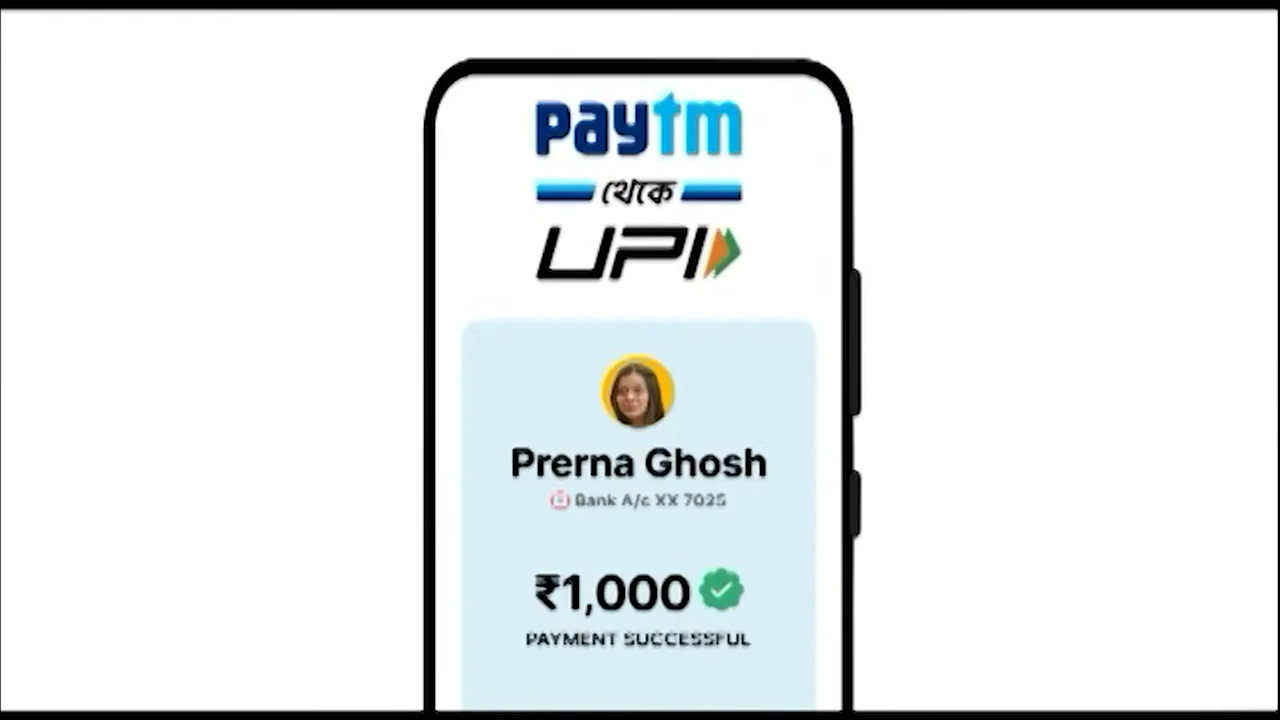 paytm
থেকে
UPI
Prerna Ghosh
Bank A/c XX 7025
₹1,000
PAYMENT SUCCESSFUL